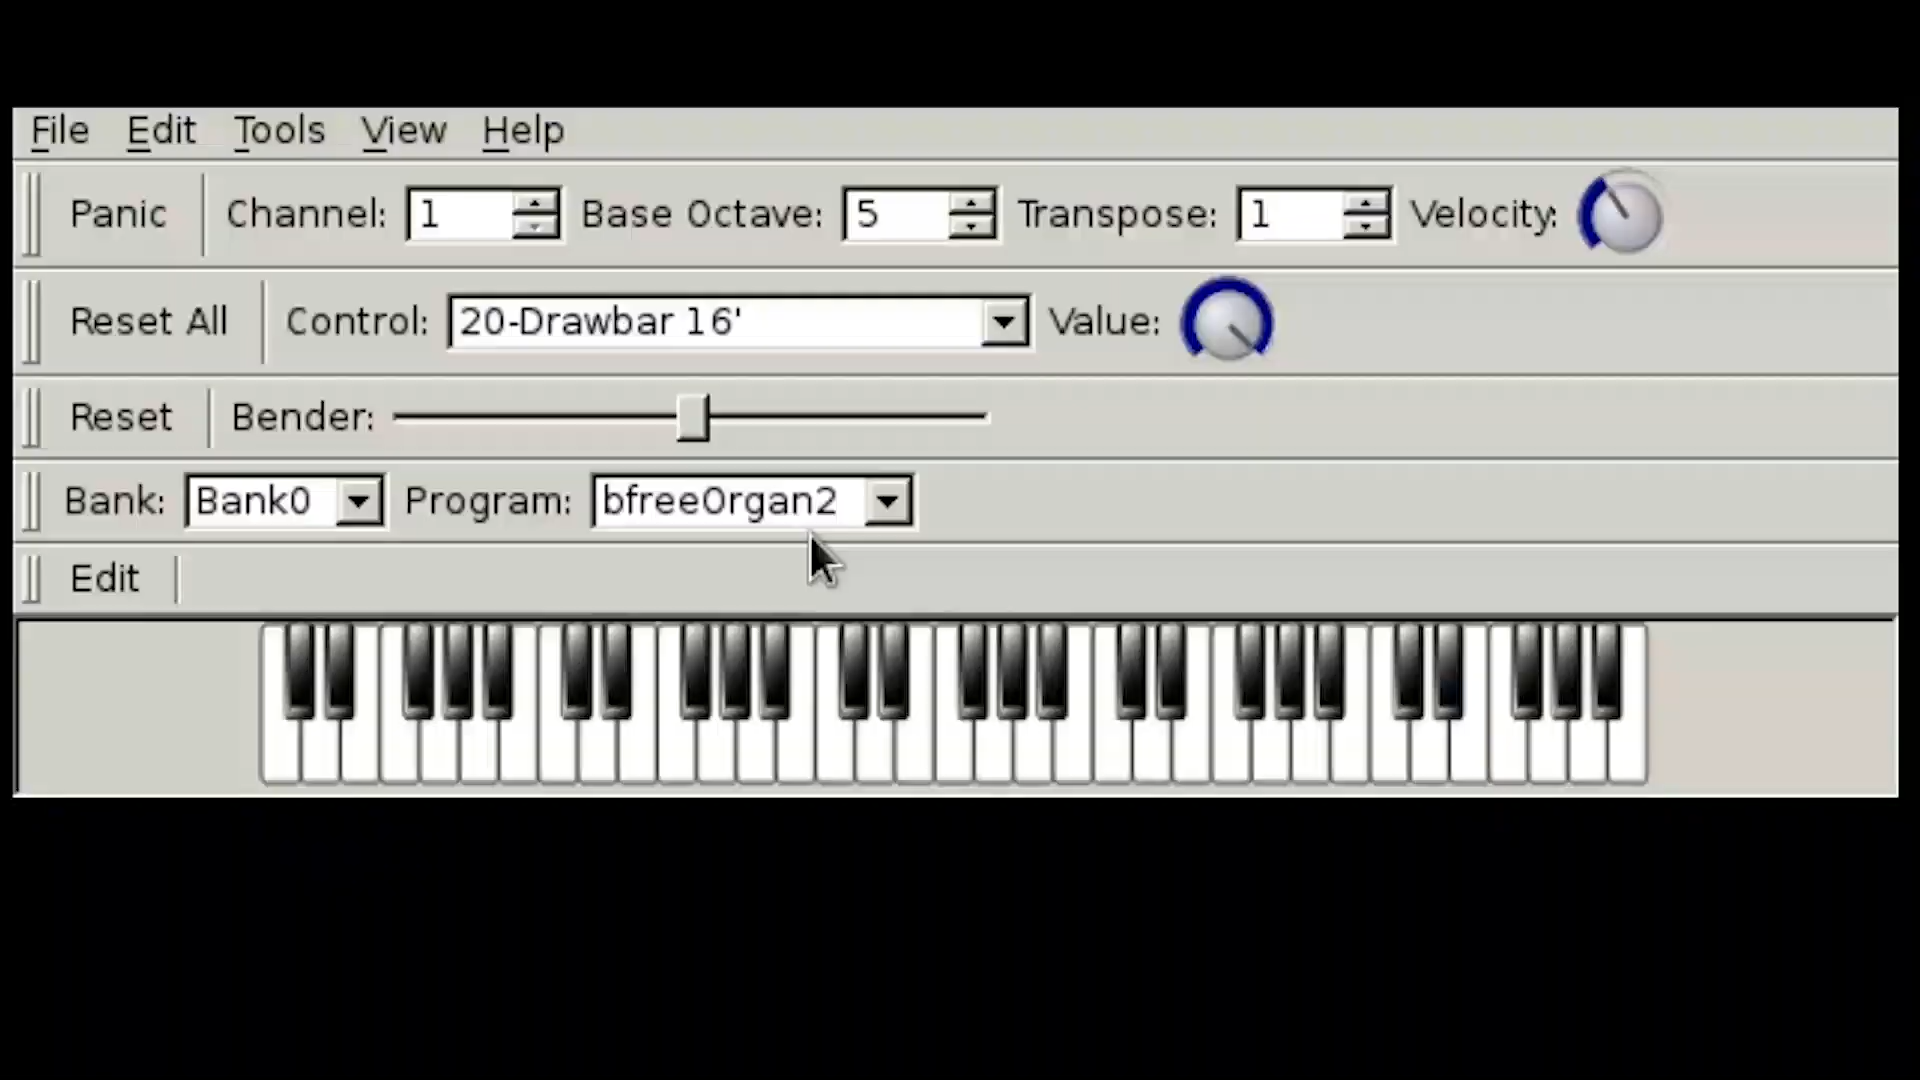 File Edit Tools View Help
Panic Channel: 1 Base Octave: 5 Transpose: 1 Velocity:
Reset All Control: 20-Drawbar 16' Value:
Reset Bender:
Bank: Bank0 Program: bfreeOrgan2
Edit